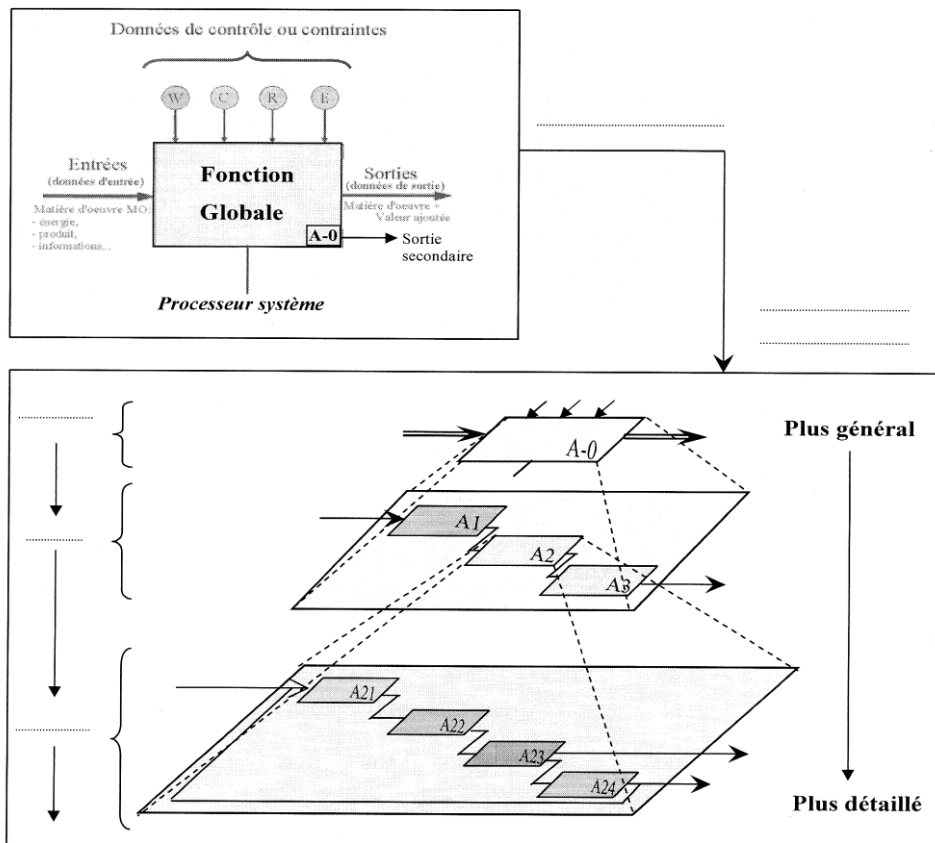 Données de contrôle ou contraintes
W C R E
Entrées
(données d'entrée)
Matière d'oeuvre MO:
- énergie,
- produit,
- informations...
Fonction
Globale
A-0
Sorties
(données de sortie)
Matière d'oeuvre +
Valeur ajoutée
Sortie
secondaire
Processeur système
A-0
Plus général
A1
A2
A3
A21
A22
A23
A24
Plus détaillé